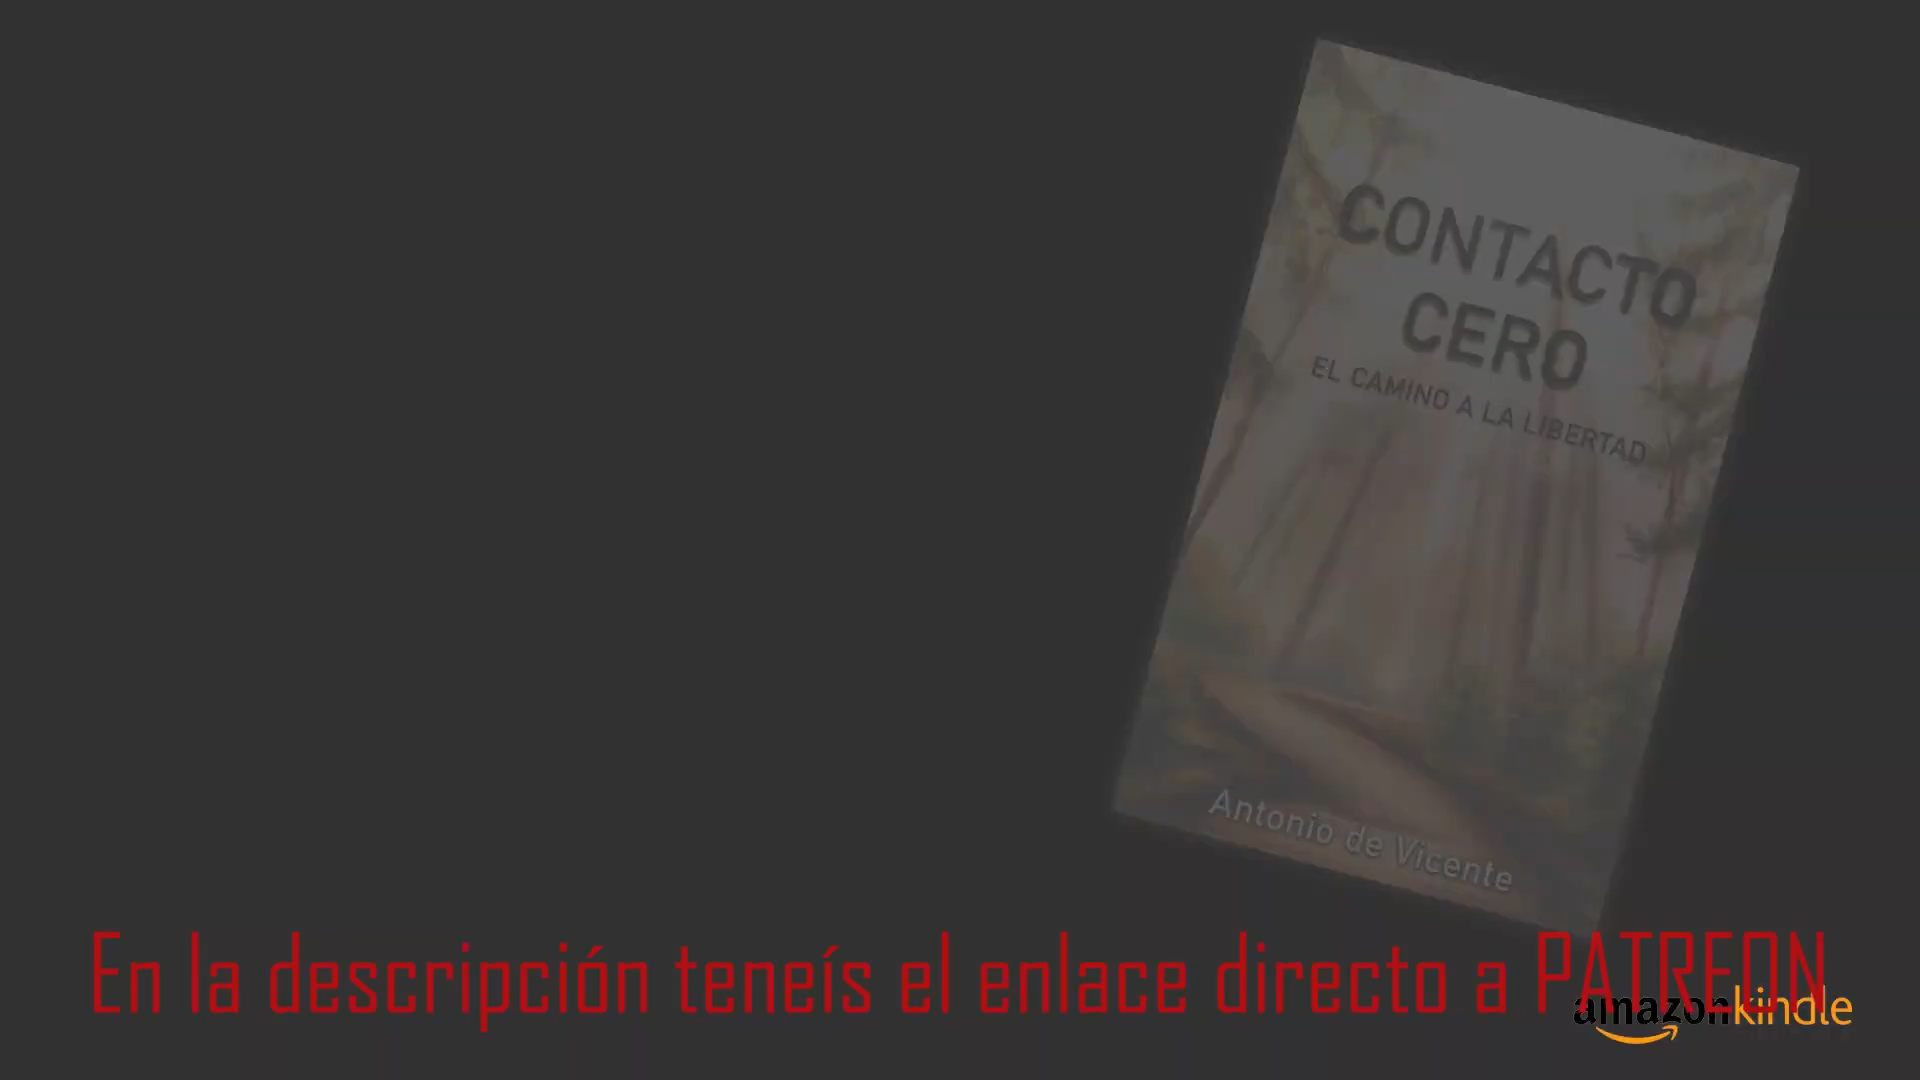 CONTACTO
CERO
EL CAMINO A LA LIBERTAD
Antonio de Vicente
En la descripción teneís el enlace directo a PATREON
amazonkindle